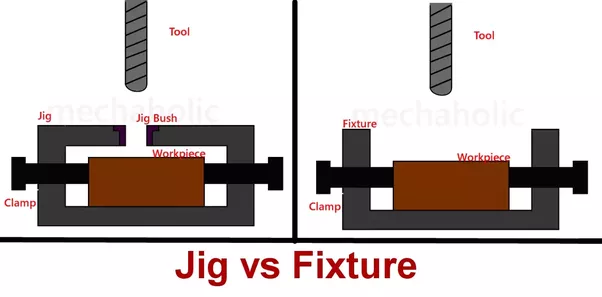 Tool
mechaholic
Jig
Jig Bush
Workpiece
Clamp
Tool
mechaholic
Fixture
Workpiece
Clamp
Jig vs Fixture